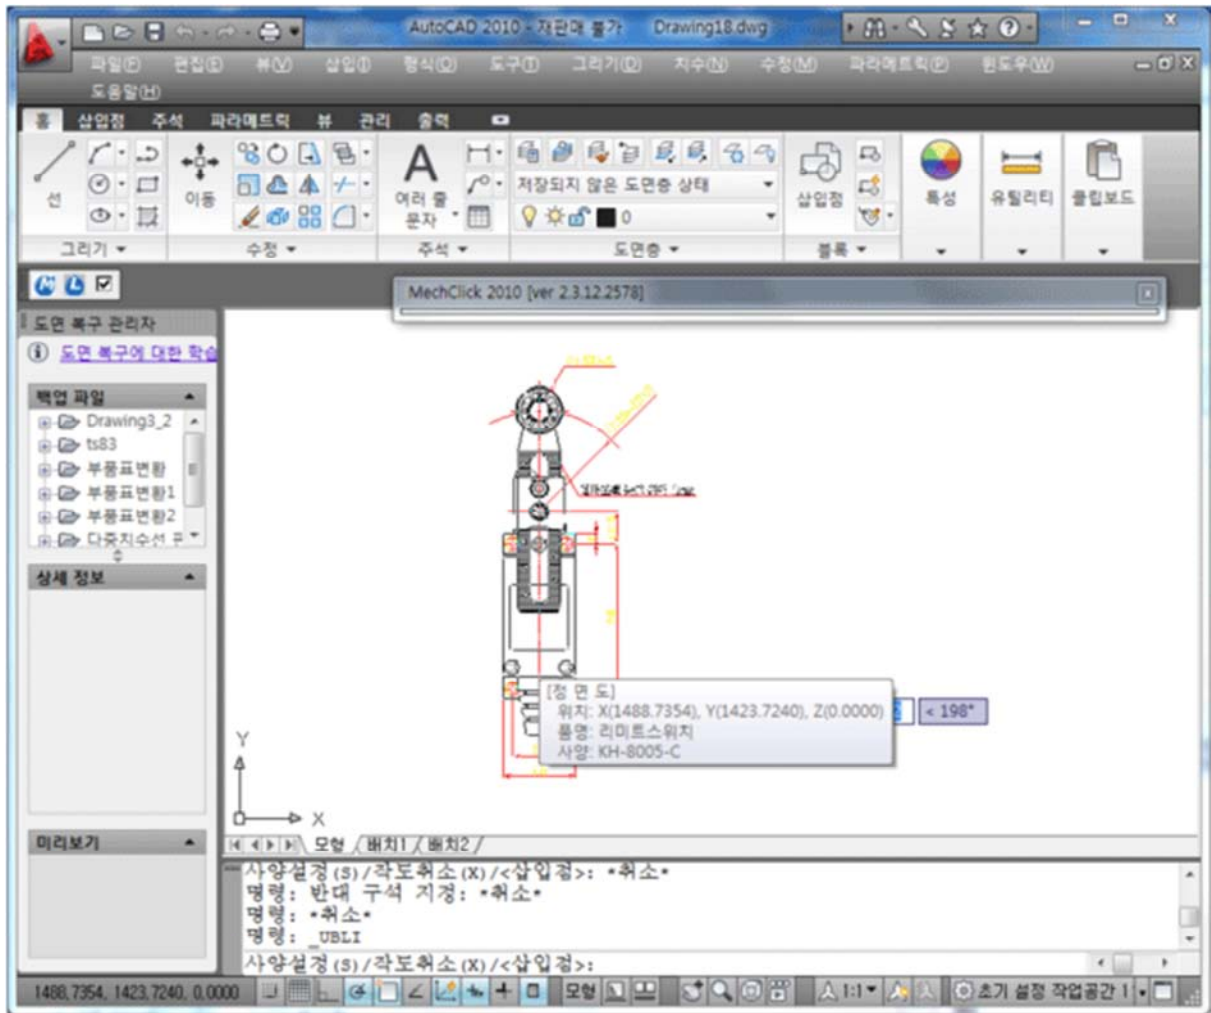 AutoCAD 2010 - 재판매 불가 Drawing18.dwg
파일(F) 편집(E) 뷰(V) 삽입(I) 형식(O) 도구(T) 그리기(D) 치수(N) 수정(M) 파라메트릭(P) 윈도우(W)
도움말(H)
홈 삽입점 주석 파라메트릭 뷰 관리 출력
선
이동
A
여러 줄
문자
저장되지 않은 도면층 상태
0
삽입점
특성
유틸리티
클립보드
그리기
수정
주석
도면층
블록
MechClick 2010 [ver 2.3.12.2578]
도면 복구 관리자
도면 복구에 대한 학습
백업 파일
Drawing3_2
ts83
부품표변환
부품표변환1
부품표변환2
다중치수선
상세 정보
미리보기
[정 면 도]
위치: X(1488.7354), Y(1423.7240), Z(0.0000)
품명: 리미트스위치
사양: KH-8005-C
< 198°
Y
X
모형 배치1 배치2
사양설정(S)/작도취소(X)/<삽입점>: *취소*
명령: 반대 구석 지정: *취소*
명령: *취소*
명령: _UBLI
사양설정(S)/작도취소(X)/<삽입점>:
1488.7354, 1423.7240, 0.0000
모형
1:1
초기 설정 작업공간 1